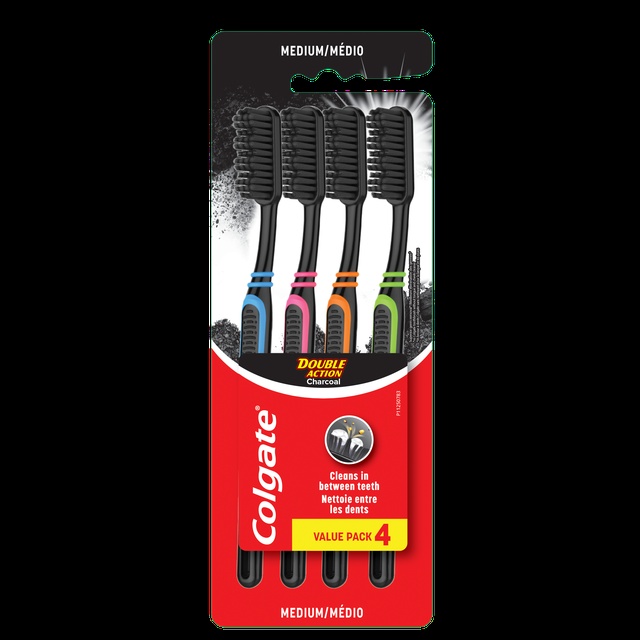 MEDIUM/MÉDIO
DOUBLE
ACTION
Charcoal
P11250783
Colgate®
Cleans in
between teeth
Nettoie entre
les dents
VALUE PACK 4
MEDIUM/MÉDIO